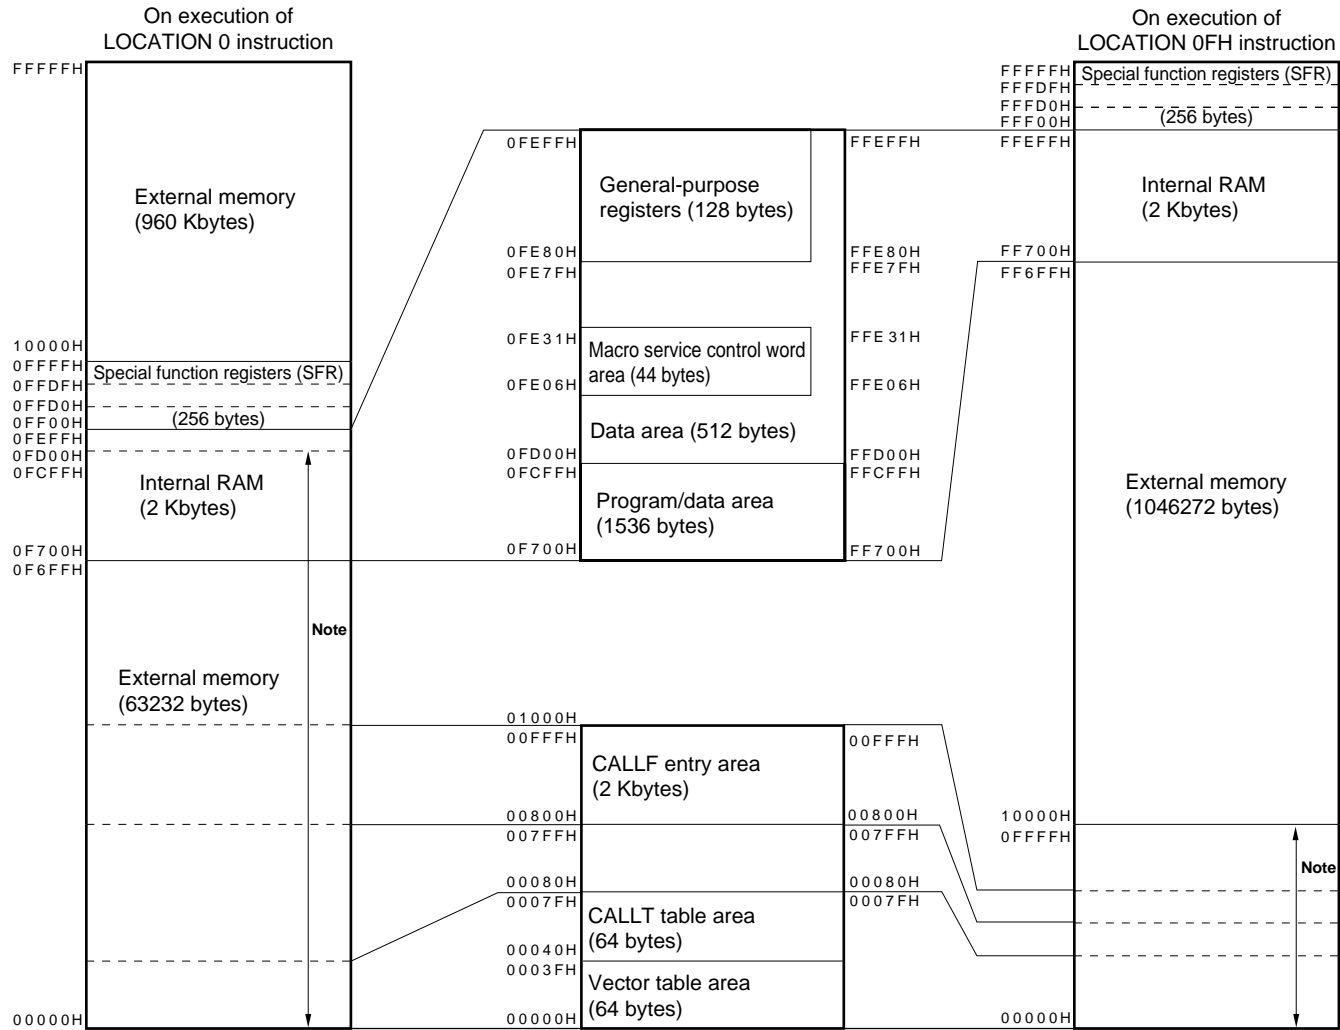 On execution of
LOCATION 0 instruction
FFFFFH
External memory
(960 Kbytes)
10000H
0FFFFH
Special function registers (SFR)
0FFDFH
0FFD0H
(256 bytes)
0FF00H
0FEFFH
0FD00H
0FCFFH
Internal RAM
(2 Kbytes)
0F700H
0F6FFH
Note
External memory
(63232 bytes)
00000H
0FEFFH
FFEFFH
General-purpose
registers (128 bytes)
0FE80H
FFE80H
0FE7FH
FFE7FH
0FE31H
FFE31H
Macro service control word
area (44 bytes)
0FE06H
FFE06H
Data area (512 bytes)
0FD00H
FFD00H
0FCFFH
FFCFFH
Program/data area
(1536 bytes)
0F700H
FF700H
01000H
00FFFH
00FFFH
CALLF entry area
(2 Kbytes)
00800H
00800H
007FFH
007FFH
00080H
00080H
0007FH
0007FH
CALLT table area
(64 bytes)
00040H
0003FH
Vector table area
(64 bytes)
00000H
On execution of
LOCATION 0FH instruction
FFFFFH
Special function registers (SFR)
FFFDFH
FFFD0H
(256 bytes)
FFF00H
FFEFFH
Internal RAM
(2 Kbytes)
FF700H
FF6FFH
External memory
(1046272 bytes)
10000H
0FFFFH
Note
00000H